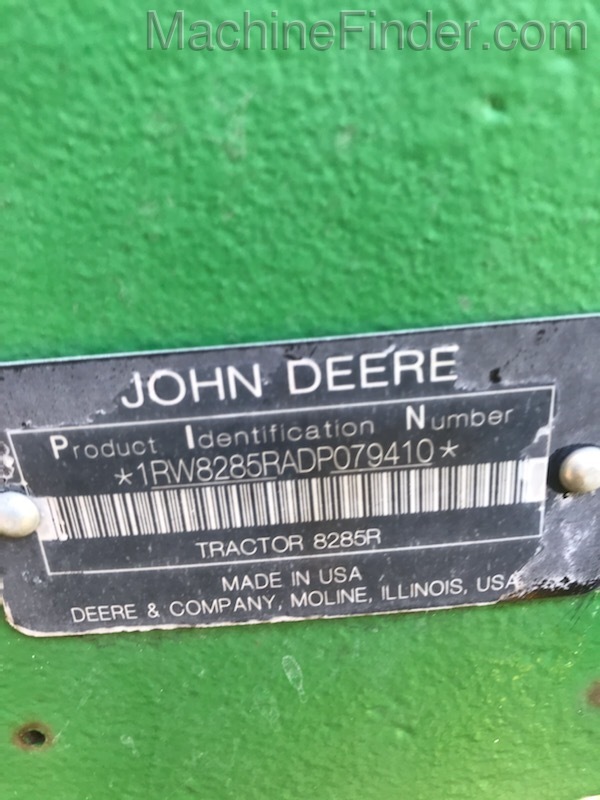 MachineFinder.com
JOHN DEERE
Product Identification Number
*1RW8285RADP079410*
TRACTOR 8285R
MADE IN USA
DEERE & COMPANY, MOLINE, ILLINOIS, USA